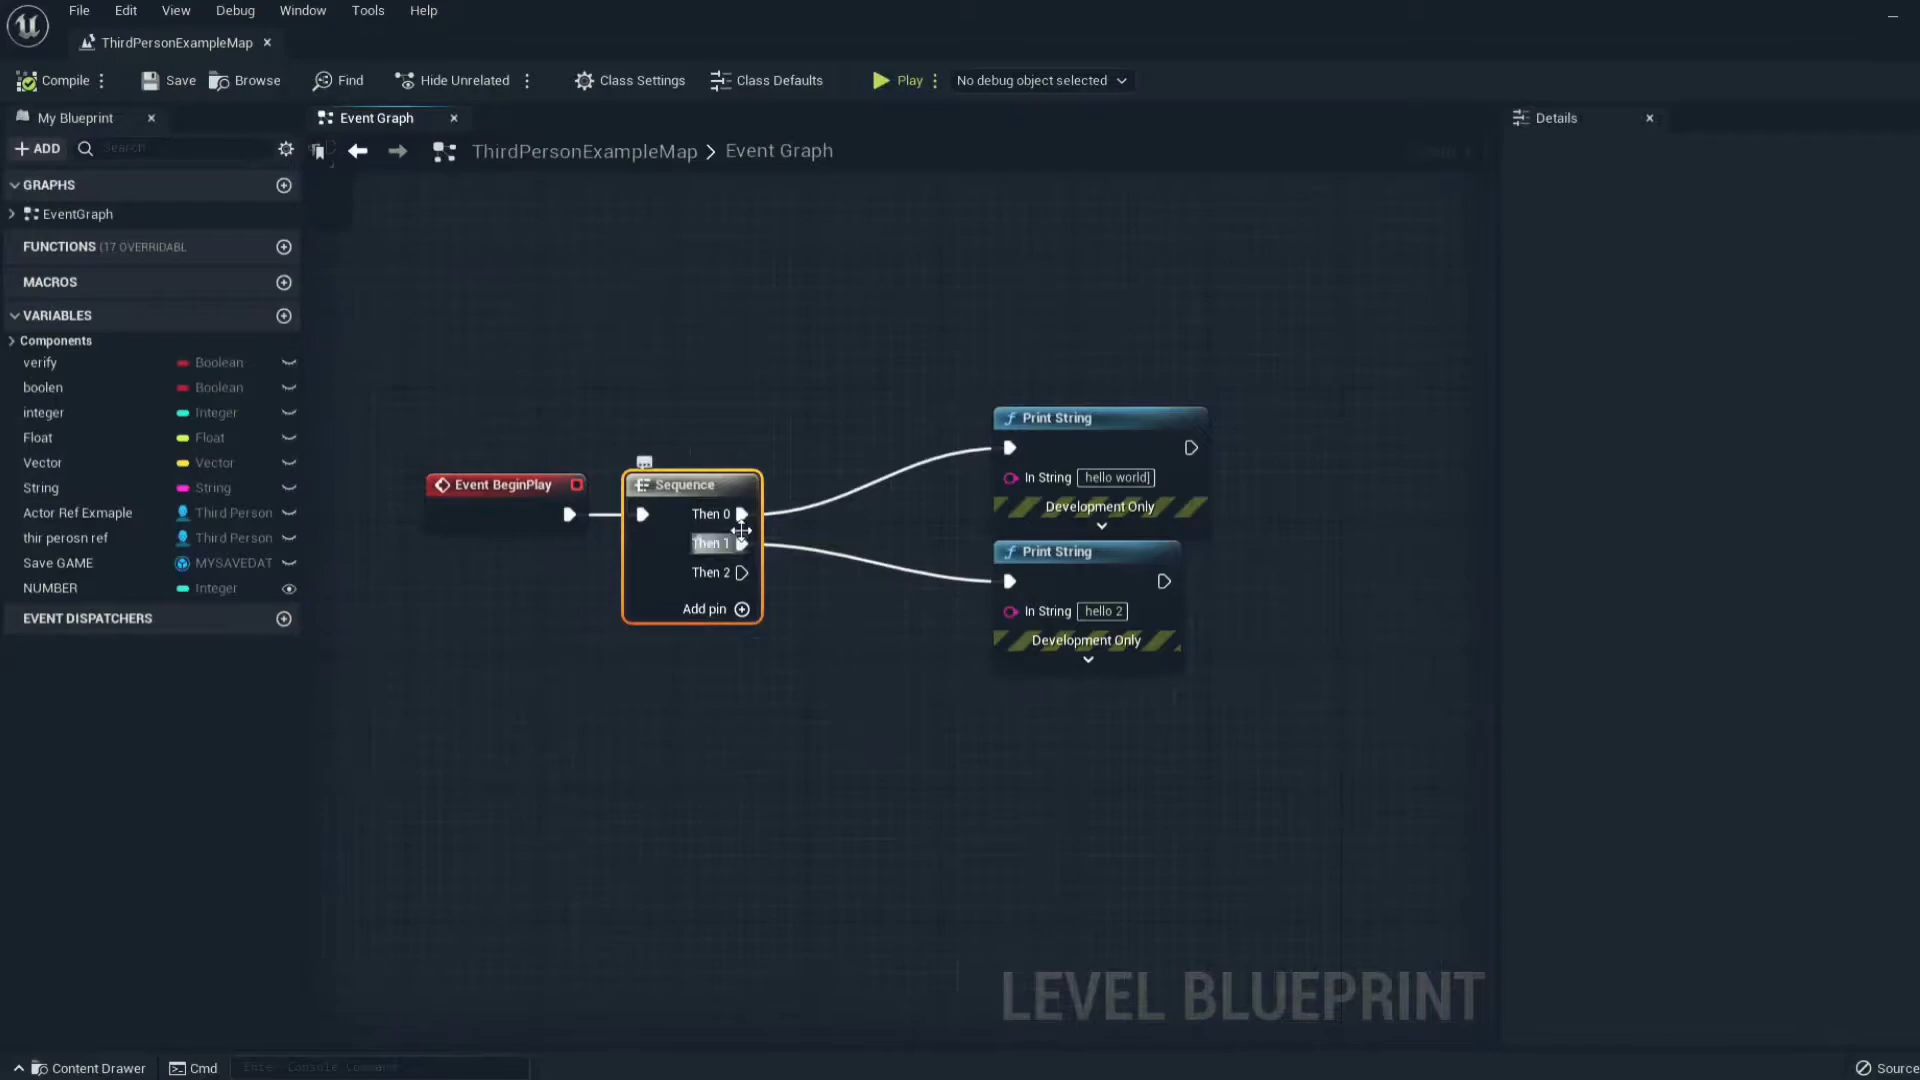 File Edit View Debug Window Tools Help
ThirdPersonExampleMap
Compile Save Browse Find Hide Unrelated Class Settings Class Defaults Play No debug object selected
My Blueprint Event Graph Details
+ ADD Search ThirdPersonExampleMap > Event Graph
GRAPHS
EventGraph
FUNCTIONS (17 OVERRIDABL
MACROS
VARIABLES
Components
verify Boolean
boolen Boolean
integer Integer
Float Float
Vector Vector
String String
Actor Ref Exmaple Third Person
thir perosn ref Third Person
Save GAME MYSAVEDAT
NUMBER Integer
EVENT DISPATCHERS
Event BeginPlay
Sequence
Then 0
Then 1
Then 2
Add pin
f Print String
In String hello world]
Development Only
f Print String
In String hello 2
Development Only
LEVEL BLUEPRINT
Content Drawer Cmd Enter Console Command Source